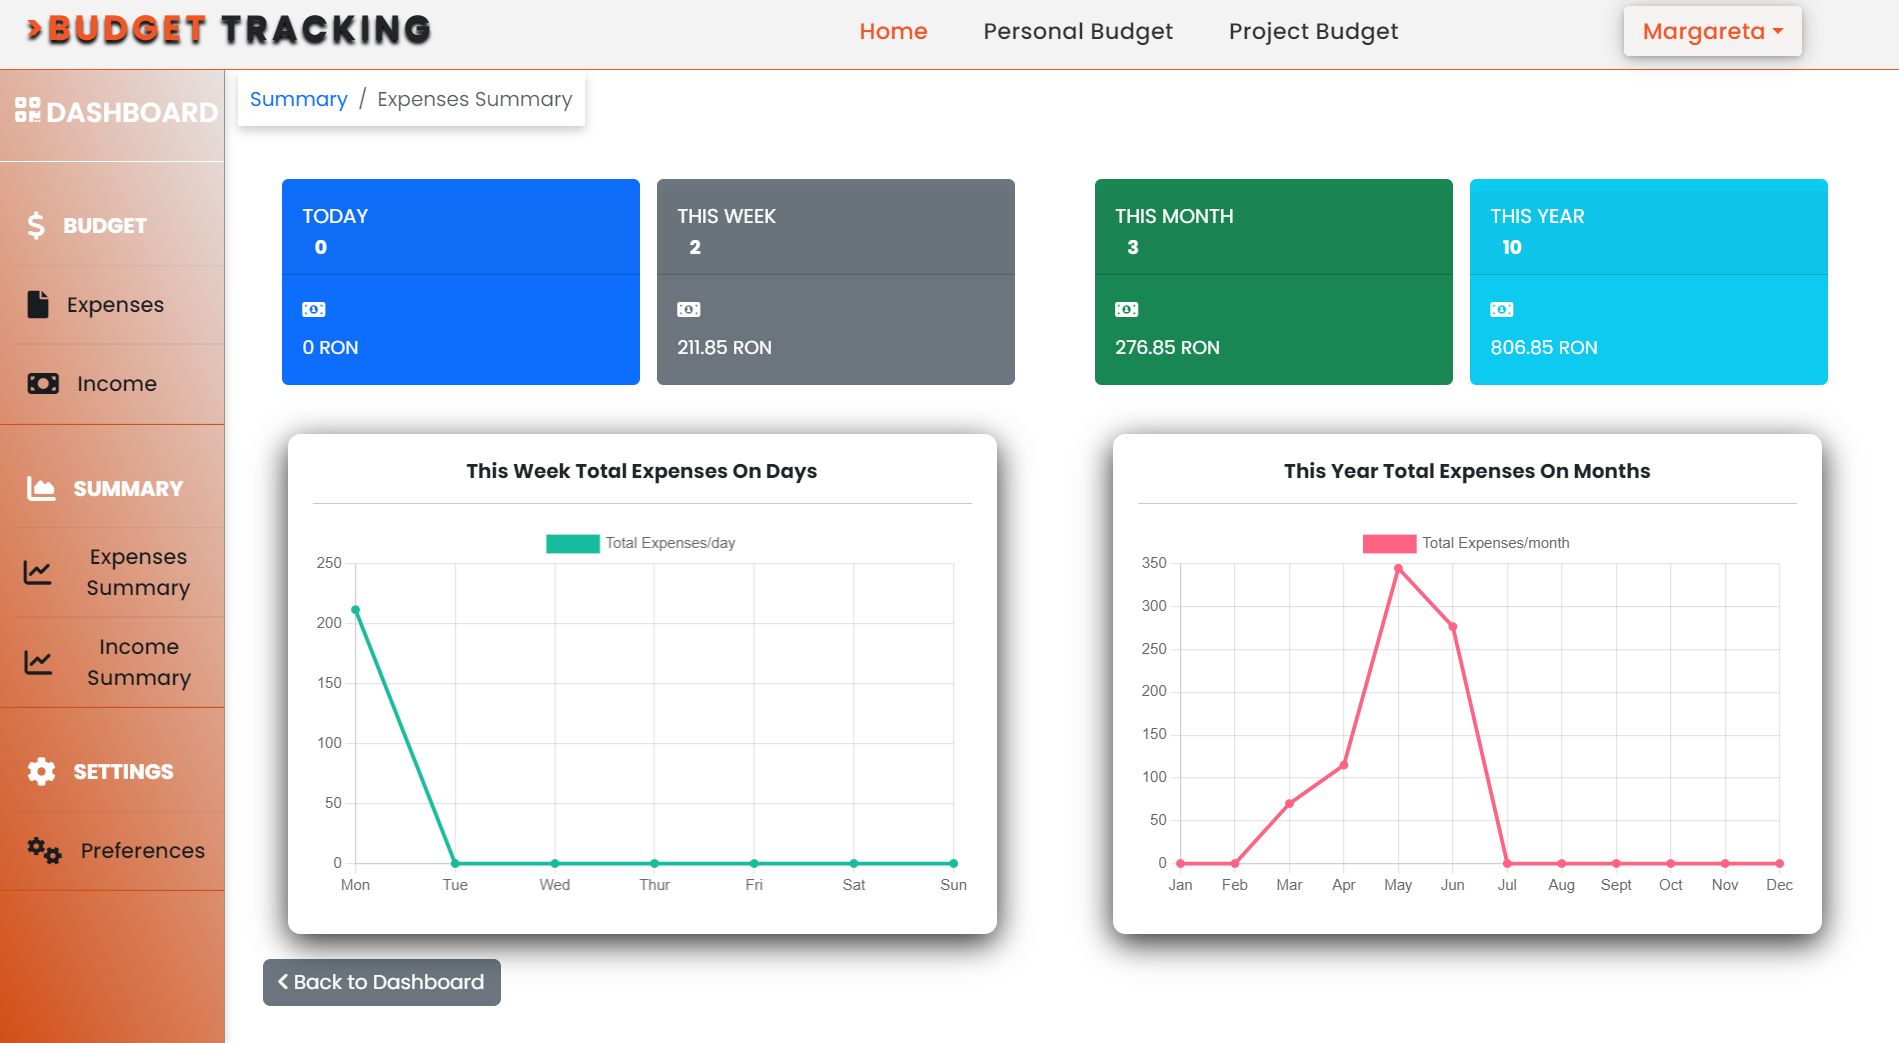 >BUDGET TRACKING
Home
Personal Budget
Project Budget
Margareta
DASHBOARD
Summary / Expenses Summary
BUDGET
Expenses
Income
SUMMARY
Expenses
Summary
Income
Summary
SETTINGS
Preferences
TODAY
0
0 RON
THIS WEEK
2
211.85 RON
THIS MONTH
3
276.85 RON
THIS YEAR
10
806.85 RON
This Week Total Expenses On Days
Total Expenses/day
250
200
150
100
50
0
Mon Tue Wed Thur Fri Sat Sun
This Year Total Expenses On Months
Total Expenses/month
350
300
250
200
150
100
50
0
Jan Feb Mar Apr May Jun Jul Aug Sept Oct Nov Dec
Back to Dashboard